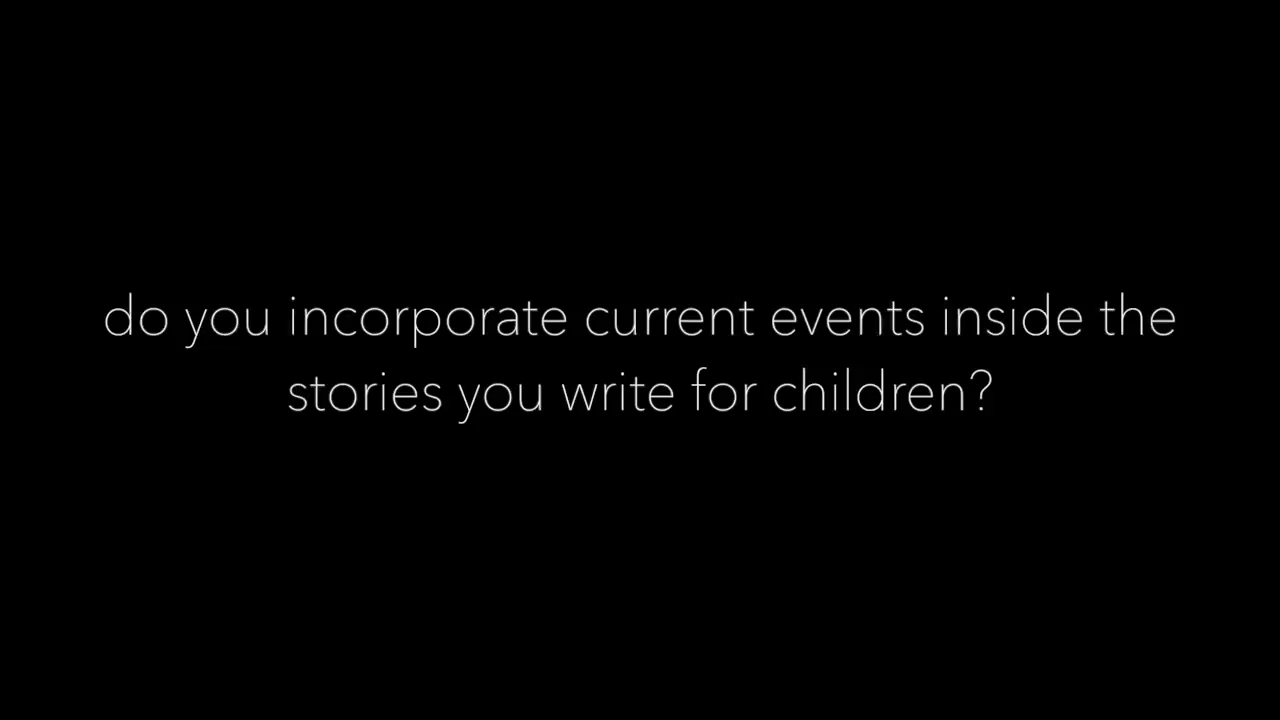 do you incorporate current events inside the
stories you write for children?